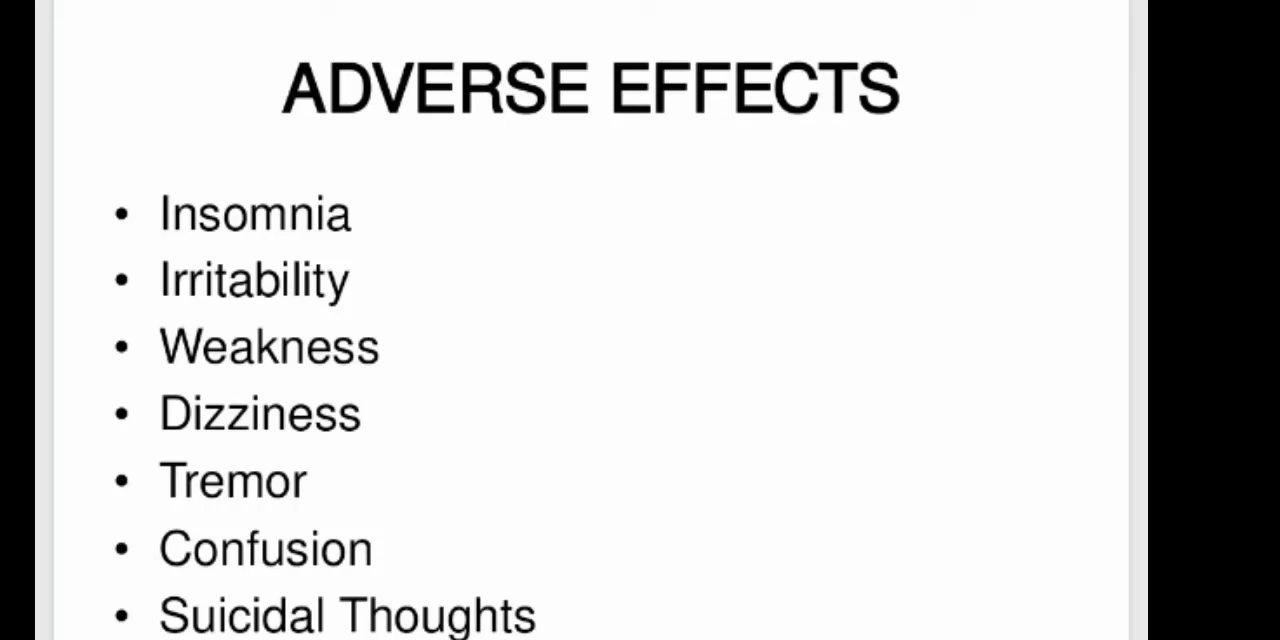 ADVERSE EFFECTS
• Insomnia
• Irritability
• Weakness
• Dizziness
• Tremor
• Confusion
• Suicidal Thoughts